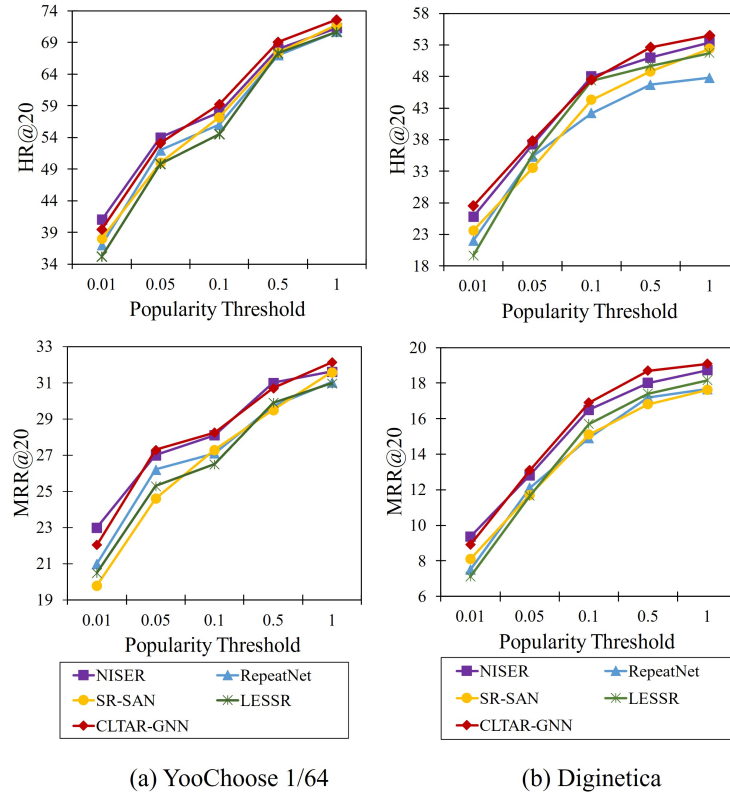 HR@20
74
69
64
59
54
49
44
39
34
0.01 0.05 0.1 0.5 1
Popularity Threshold
HR@20
58
53
48
43
38
33
28
23
18
0.01 0.05 0.1 0.5 1
Popularity Threshold
MRR@20
33
31
29
27
25
23
21
19
0.01 0.05 0.1 0.5 1
Popularity Threshold
NISER RepeatNet
SR-SAN LESSR
CLTAR-GNN
MRR@20
20
18
16
14
12
10
8
6
0.01 0.05 0.1 0.5 1
Popularity Threshold
NISER RepeatNet
SR-SAN LESSR
CLTAR-GNN
(a) YooChoose 1/64
(b) Diginetica